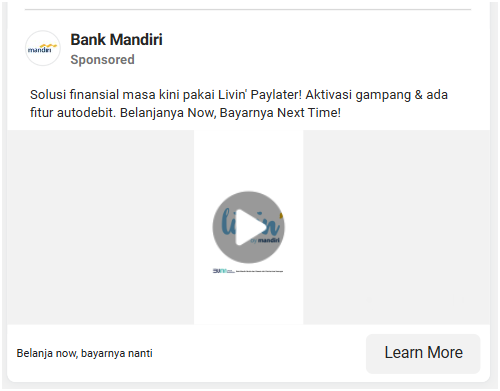 mandiri
Bank Mandiri
Sponsored
Solusi finansial masa kini pakai Livin' Paylater! Aktivasi gampang & ada
fitur autodebit. Belanjanya Now, Bayarnya Next Time!
livin'
mandiri
Belanja now, bayarnya nanti
Learn More